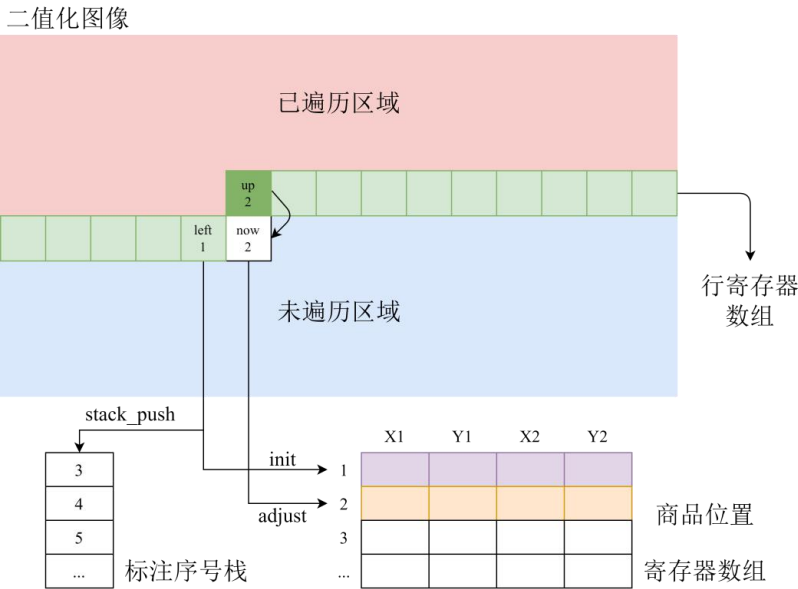 二值化图像
已遍历区域
up
2
left
1
now
2
行寄存器
数组
未遍历区域
stack_push
X1 Y1 X2 Y2
init
1
adjust
2
3
...
3
4
5
...
标注序号栈
商品位置
寄存器数组